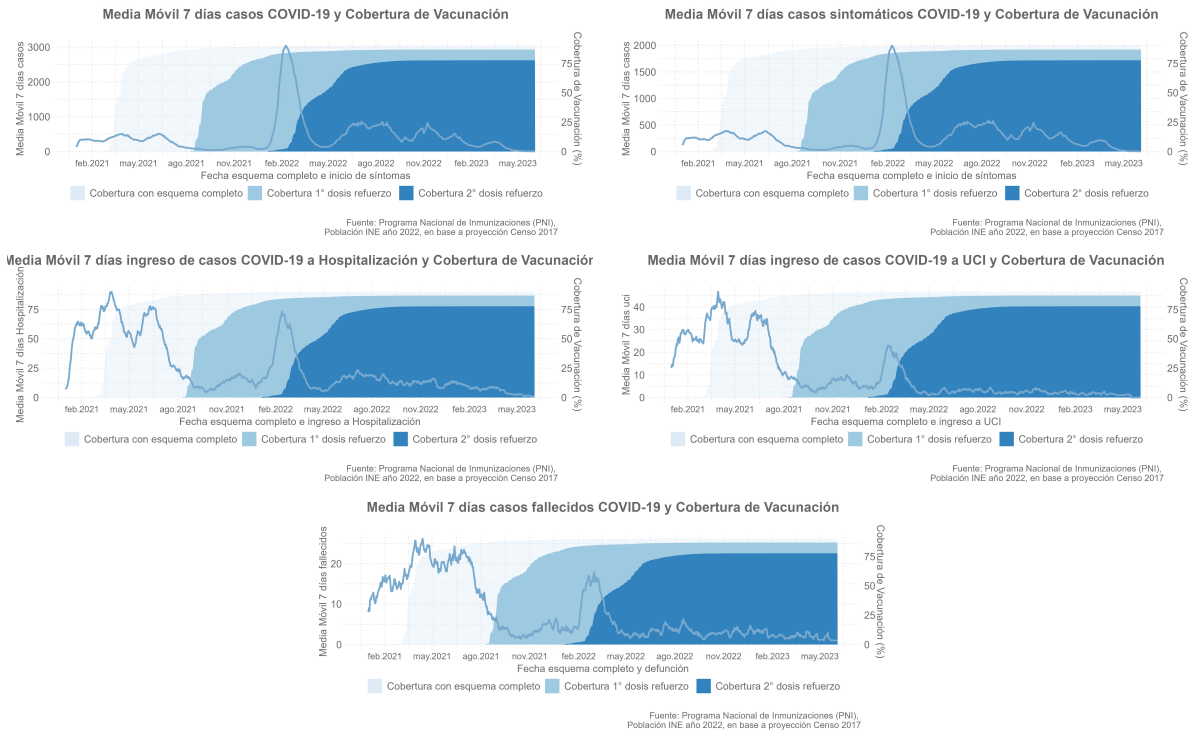 Media Móvil 7 días casos COVID-19 y Cobertura de Vacunación
Media Móvil 7 días casos
3000
2000
1000
0
Cobertura de Vacunación (%)
75
50
25
0
feb.2021 may.2021 ago.2021 nov.2021 feb.2022 may.2022 ago.2022 nov.2022 feb.2023 may.2023
Fecha esquema completo e inicio de síntomas
Cobertura con esquema completo Cobertura 1° dosis refuerzo Cobertura 2° dosis refuerzo
Fuente: Programa Nacional de Inmunizaciones (PNI),
Población INE año 2022, en base a proyección Censo 2017
Media Móvil 7 días casos sintomáticos COVID-19 y Cobertura de Vacunación
Media Móvil 7 días casos
2000
1500
1000
500
0
Cobertura de Vacunación (%)
75
50
25
0
feb.2021 may.2021 ago.2021 nov.2021 feb.2022 may.2022 ago.2022 nov.2022 feb.2023 may.2023
Fecha esquema completo e inicio de síntomas
Cobertura con esquema completo Cobertura 1° dosis refuerzo Cobertura 2° dosis refuerzo
Fuente: Programa Nacional de Inmunizaciones (PNI),
Población INE año 2022, en base a proyección Censo 2017
Media Móvil 7 días ingreso de casos COVID-19 a Hospitalización y Cobertura de Vacunación
Media Móvil 7 días Hospitalización
75
50
25
0
Cobertura de Vacunación (%)
75
50
25
0
feb.2021 may.2021 ago.2021 nov.2021 feb.2022 may.2022 ago.2022 nov.2022 feb.2023 may.2023
Fecha esquema completo e ingreso a Hospitalización
Cobertura con esquema completo Cobertura 1° dosis refuerzo Cobertura 2° dosis refuerzo
Fuente: Programa Nacional de Inmunizaciones (PNI),
Población INE año 2022, en base a proyección Censo 2017
Media Móvil 7 días ingreso de casos COVID-19 a UCI y Cobertura de Vacunación
Media Móvil 7 días uci
40
30
20
10
0
Cobertura de Vacunación (%)
75
50
25
0
feb.2021 may.2021 ago.2021 nov.2021 feb.2022 may.2022 ago.2022 nov.2022 feb.2023 may.2023
Fecha esquema completo e ingreso a UCI
Cobertura con esquema completo Cobertura 1° dosis refuerzo Cobertura 2° dosis refuerzo
Fuente: Programa Nacional de Inmunizaciones (PNI),
Población INE año 2022, en base a proyección Censo 2017
Media Móvil 7 días casos fallecidos COVID-19 y Cobertura de Vacunación
Media Móvil 7 días fallecidos
20
10
0
Cobertura de Vacunación (%)
75
50
25
0
feb.2021 may.2021 ago.2021 nov.2021 feb.2022 may.2022 ago.2022 nov.2022 feb.2023 may.2023
Fecha esquema completo y defunción
Cobertura con esquema completo Cobertura 1° dosis refuerzo Cobertura 2° dosis refuerzo
Fuente: Programa Nacional de Inmunizaciones (PNI),
Población INE año 2022, en base a proyección Censo 2017